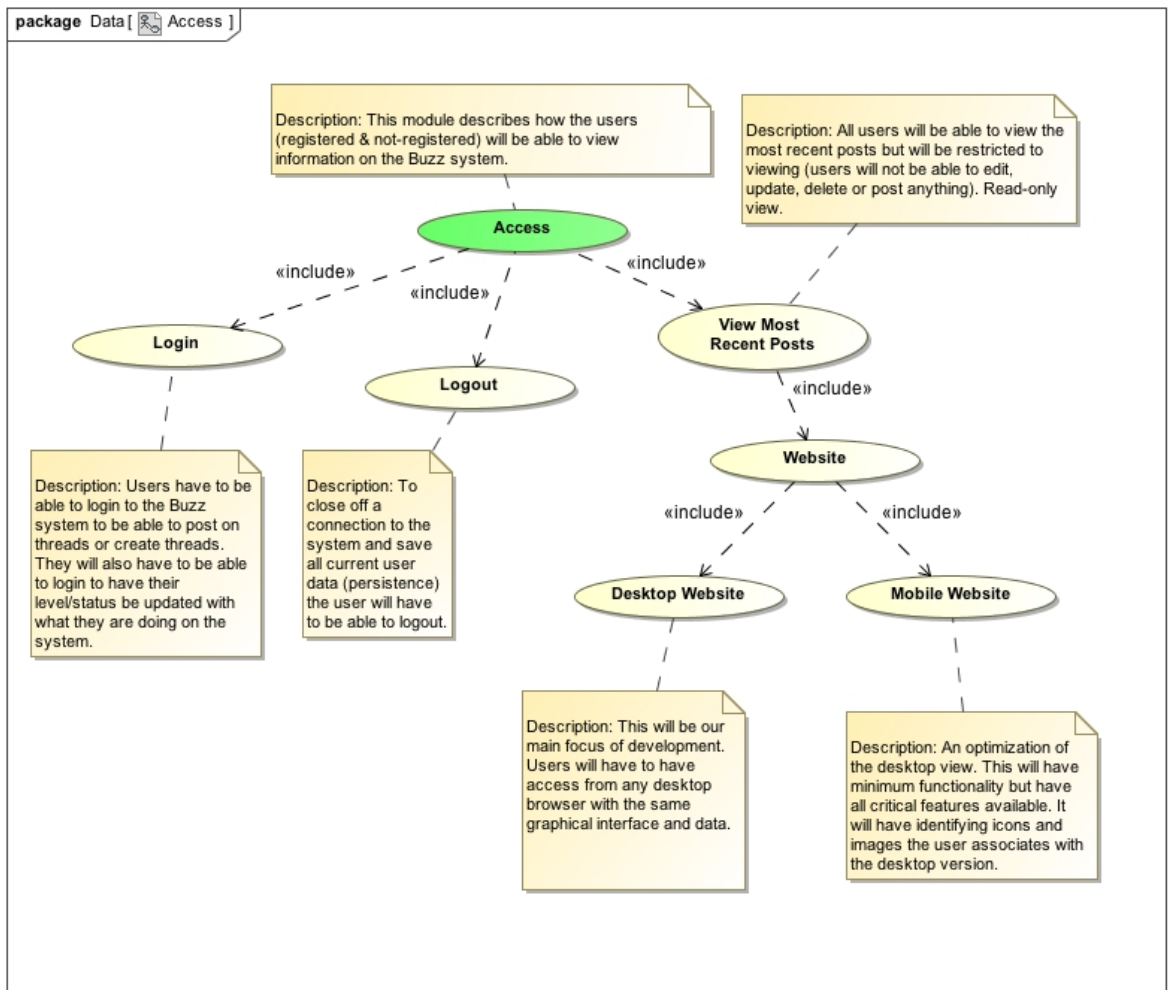 package Data[ Access ]
Description: This module describes how the users
(registered & not-registered) will be able to view
information on the Buzz system.
Description: All users will be able to view the
most recent posts but will be restricted to
viewing (users will not be able to edit,
update, delete or post anything). Read-only
view.
Access
«include»
«include»
«include»
Login
Logout
View Most
Recent Posts
«include»
Website
Description: Users have to be
able to login to the Buzz
system to be able to post on
threads or create threads.
They will also have to be able
to login to have their
level/status be updated with
what they are doing on the
system.
Description: To
close off a
connection to the
system and save
all current user
data (persistence)
the user will have
to be able to logout.
«include»
«include»
Desktop Website
Mobile Website
Description: This will be our
main focus of development.
Users will have to have
access from any desktop
browser with the same
graphical interface and data.
Description: An optimization of
the desktop view. This will have
minimum functionality but have
all critical features available. It
will have identifying icons and
images the user associates with
the desktop version.